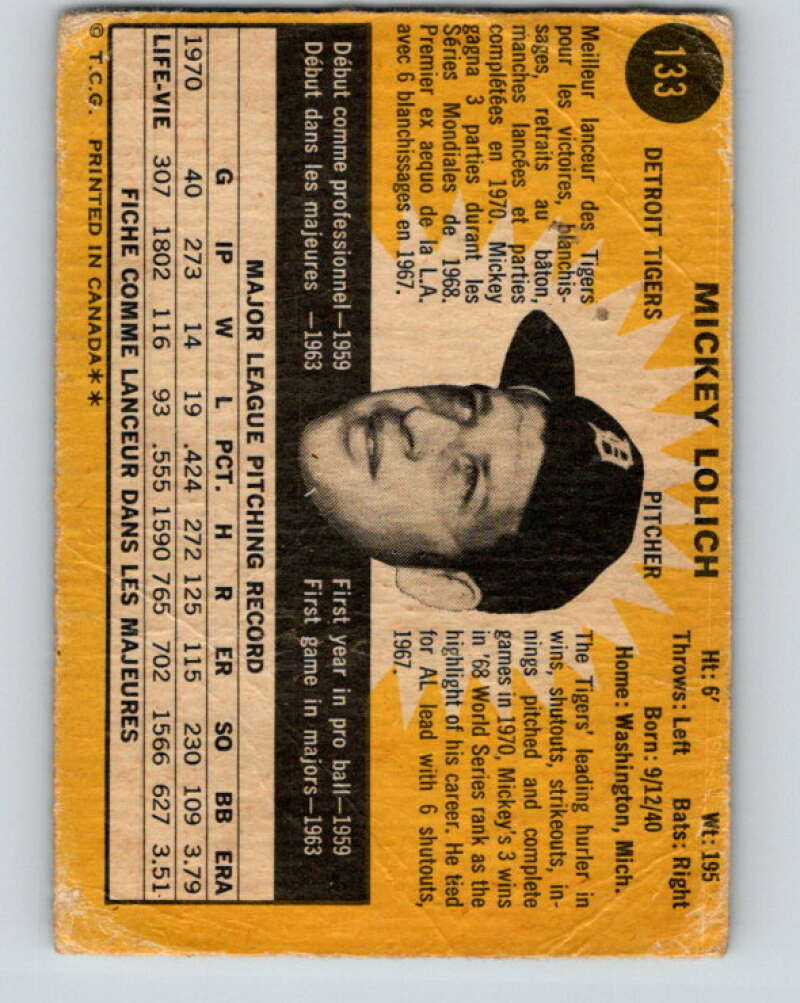 133
MICKEY LOLICH
Ht: 6' Wt: 195
DETROIT TIGERS
PITCHER
Throws: Left Bats: Right
Born: 9/12/40
Home: Washington, Mich.
Meilleur lanceur des Tigers
pour les victoires, blanchis-
sages, retraits au bâton,
manches lancées et parties
complétées en 1970. Mickey
gagna 3 parties durant les
Séries Mondiales de 1968.
Premier ex aequo de la L.A.
avec 6 blanchissages en 1967.
D
The Tigers' leading hurler in
wins, shutouts, strikeouts, in-
nings pitched and complete
games in 1970, Mickey's 3 wins
in '68 World Series rank as the
highlight of his career. He tied
for AL lead with 6 shutouts,
1967.
Début comme professionnel—1959
Début dans les majeures —1963
First year in pro ball—1959
First game in majors—1963
MAJOR LEAGUE PITCHING RECORD
G IP W L PCT. H R ER SO BB ERA
1970 40 273 14 19 .424 272 125 115 230 109 3.79
LIFE-VIE 307 1802 116 93 .555 1590 765 702 1566 627 3.51
FICHE COMME LANCEUR DANS LES MAJEURES
© T.C.G. PRINTED IN CANADA**